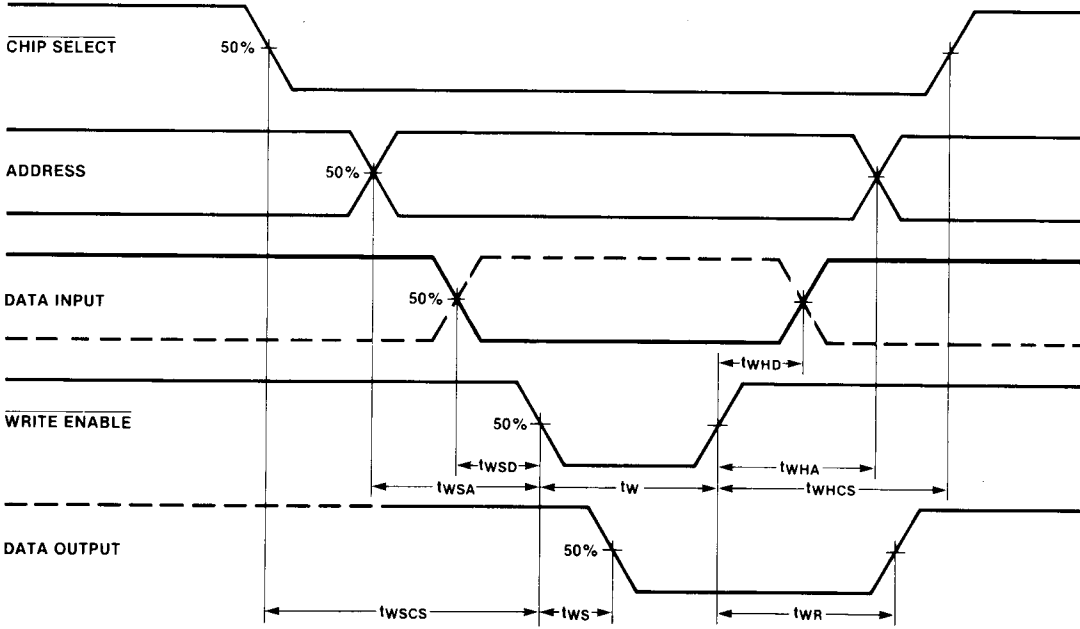 CHIP SELECT
50%
ADDRESS
50%
DATA INPUT
50%
tWHD
WRITE ENABLE
50%
tWSD
tWHA
tWSA
tW
tWHCS
DATA OUTPUT
50%
tWSCS
tWS
tWR